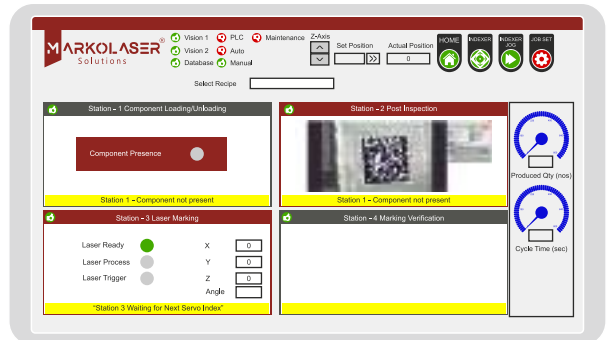 MARKOLASER®
Solutions
Vision 1 PLC Maintenance
Vision 2 Auto
Database Manual
Z-Axis
Set Position Actual Position
0
HOME INDEXER INDEXER JOG JOB SET
Select Recipe
Station - 1 Component Loading/Unloading
Component Presence
Station 1 - Component not present
Station - 2 Post Inspection
Station 1 - Component not present
Produced Qty (nos)
Station - 3 Laser Marking
Laser Ready X 0
Laser Process Y 0
Laser Trigger Z 0
Angle
"Station 3 Waiting for Next Servo Index"
Station - 4 Marking Verification
Cycle Time (sec)